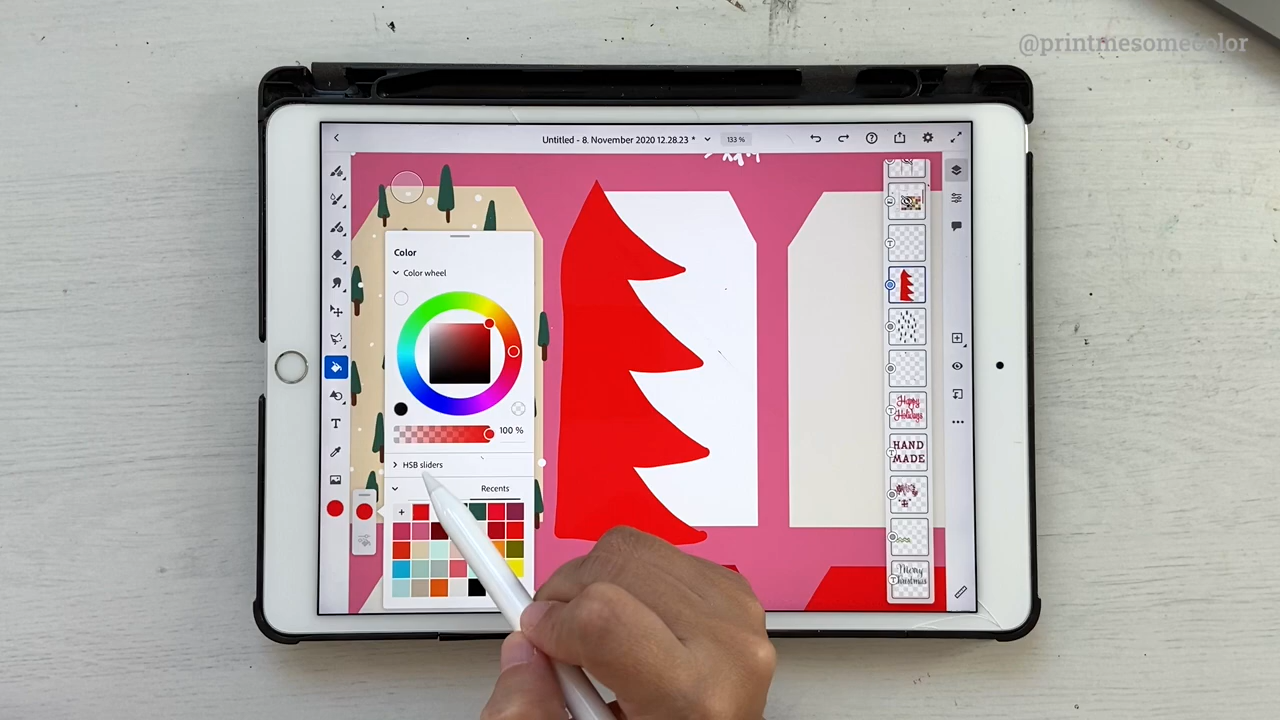 @printmesomecolor
Untitled - 8. November 2020 12.28.23 *
133 %
Color
Color wheel
100 %
HSB sliders
Recents
T
T
Happy
Holidays
T
HAND
MADE
T
Merry
Christmas
T